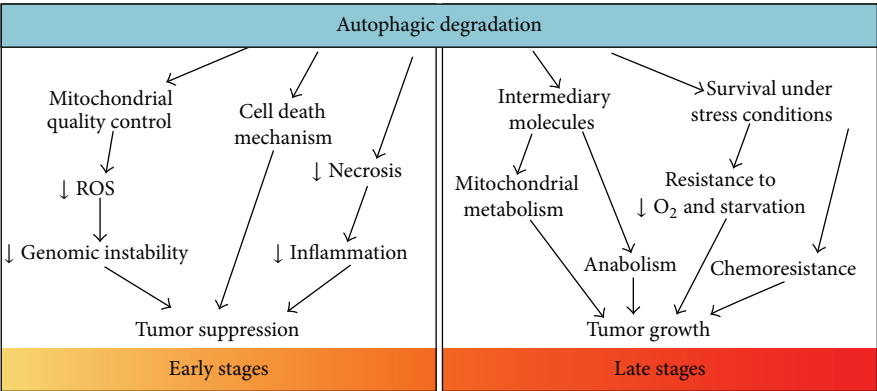 Autophagic degradation
Mitochondrial
quality control
↓ ROS
↓ Genomic instability
Cell death
mechanism
↓ Necrosis
↓ Inflammation
Tumor suppression
Early stages
Intermediary
molecules
Mitochondrial
metabolism
Anabolism
Survival under
stress conditions
Resistance to
↓ O₂ and starvation
Chemoresistance
Tumor growth
Late stages